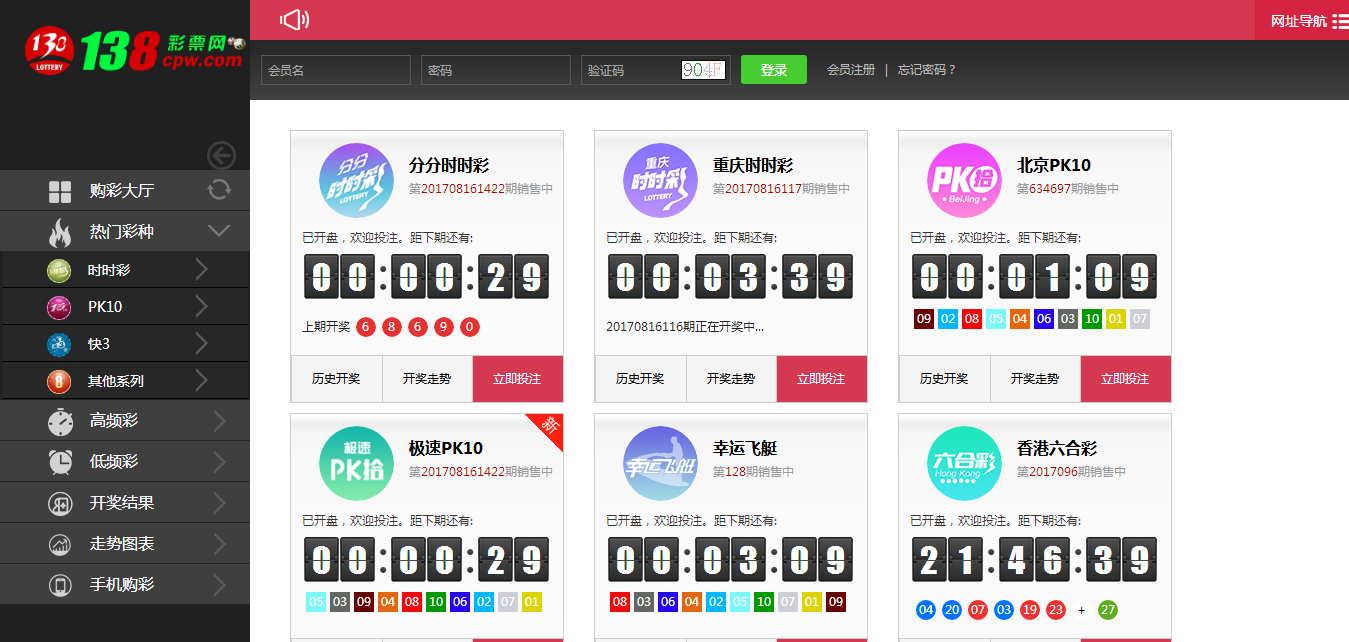 网址导航
138 LOTTERY 138 彩票网
cpw.com
会员名 密码 验证码 904F 登录 会员注册 | 忘记密码？
购彩大厅
热门彩种
时时彩
PK10
快3
其他系列
高频彩
低频彩
开奖结果
走势图表
手机购彩
分分 时时彩 LOTTERY
分分时时彩
第201708161422期销售中
已开盘，欢迎投注。距下期还有:
00:00:29
上期开奖 6 8 6 9 0
历史开奖 开奖走势 立即投注
重庆 时时彩 LOTTERY
重庆时时彩
第20170816117期销售中
已开盘，欢迎投注。距下期还有:
00:03:39
20170816116期正在开奖中...
历史开奖 开奖走势 立即投注
PK拾 BeiJing
北京PK10
第634697期销售中
已开盘，欢迎投注。距下期还有:
00:01:09
09 02 08 05 04 06 03 10 01 07
历史开奖 开奖走势 立即投注
极速 PK拾
极速PK10
新
第201708161422期销售中
已开盘，欢迎投注。距下期还有:
00:00:29
05 03 09 04 08 10 06 02 07 01
幸运飞艇
幸运飞艇
第128期销售中
已开盘，欢迎投注。距下期还有:
00:03:09
08 03 06 04 02 05 10 07 01 09
六合彩 Hong Kong
香港六合彩
第2017096期销售中
已开盘，欢迎投注。距下期还有:
21:46:39
04 20 07 03 19 23 + 27